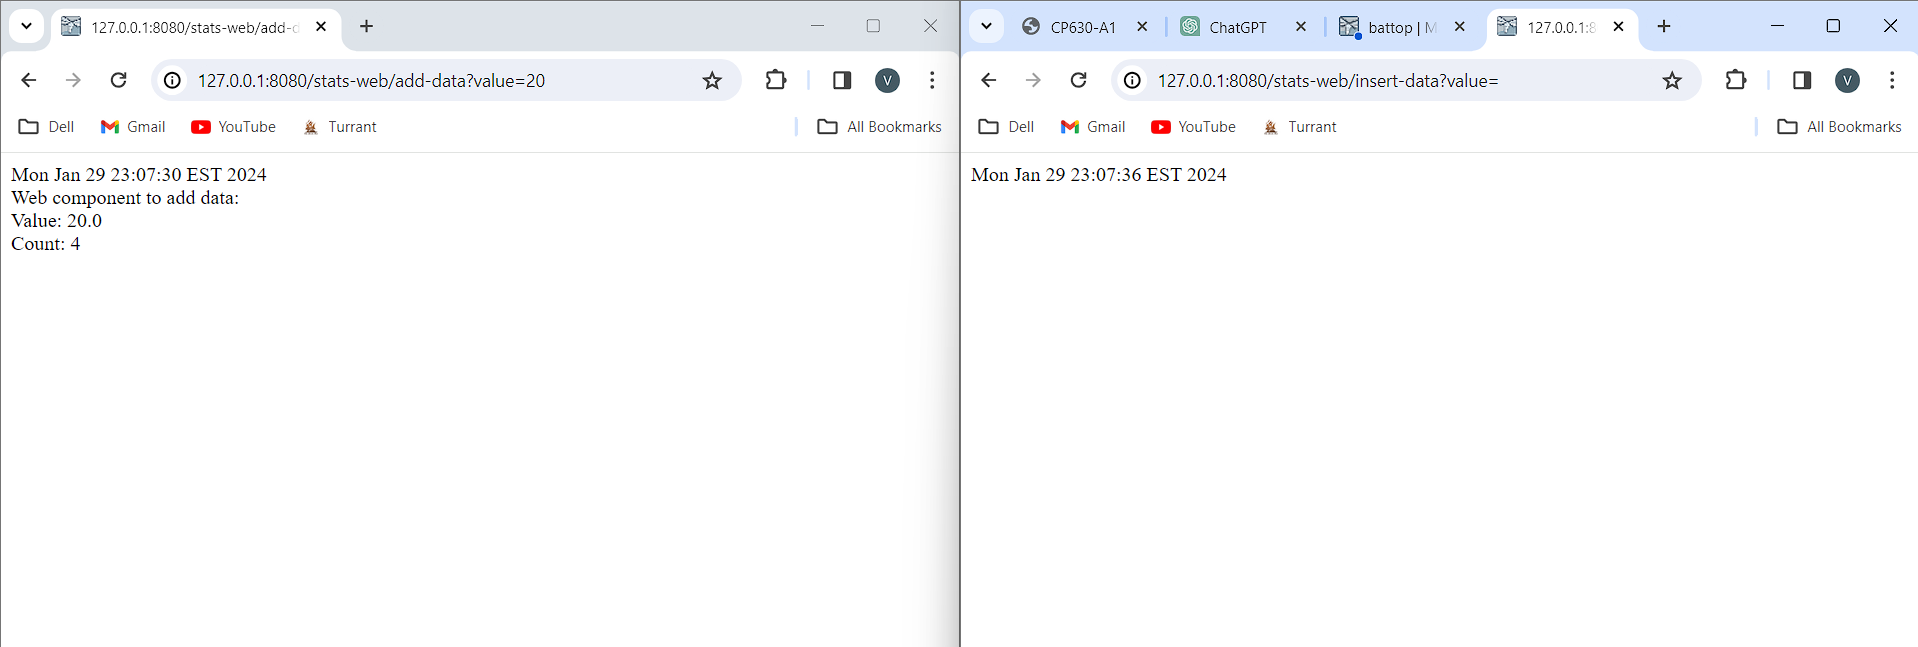 127.0.0.1:8080/stats-web/add-d
127.0.0.1:8080/stats-web/add-data?value=20
V
Dell
Gmail
YouTube
Turrant
All Bookmarks
Mon Jan 29 23:07:30 EST 2024
Web component to add data:
Value: 20.0
Count: 4
CP630-A1
ChatGPT
battop | M
127.0.0.1:8
127.0.0.1:8080/stats-web/insert-data?value=
V
Dell
Gmail
YouTube
Turrant
All Bookmarks
Mon Jan 29 23:07:36 EST 2024